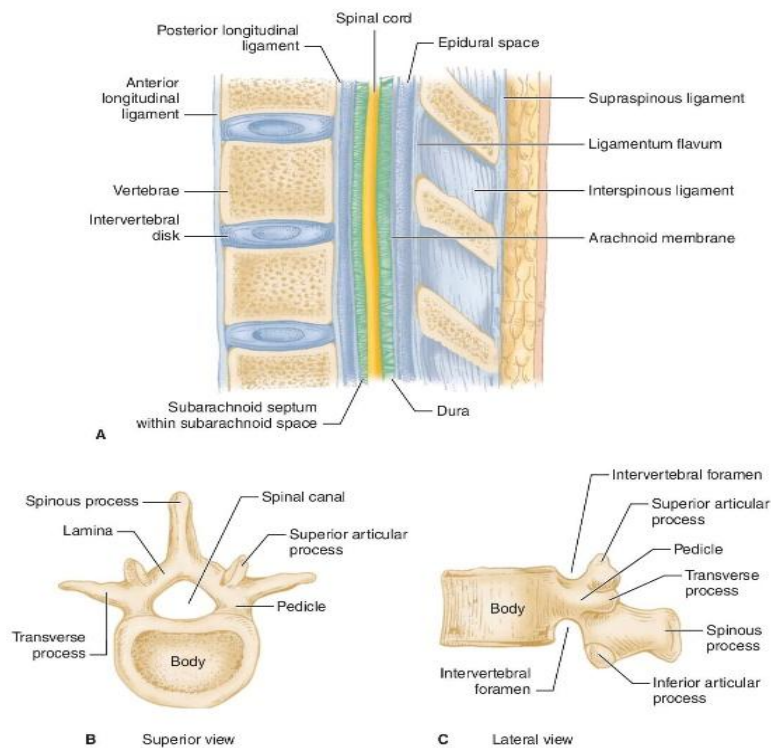 Spinal cord
Posterior longitudinal
ligament
Epidural space
Anterior
longitudinal
ligament
Supraspinous ligament
Ligamentum flavum
Vertebrae
Interspinous ligament
Intervertebral
disk
Arachnoid membrane
Subarachnoid septum
within subarachnoid space
Dura
A
Spinous process
Spinal canal
Lamina
Superior articular
process
Pedicle
Transverse
process
Body
B Superior view
Intervertebral foramen
Superior articular
process
Pedicle
Transverse
process
Body
Spinous
process
Intervertebral
foramen
Inferior articular
process
C Lateral view